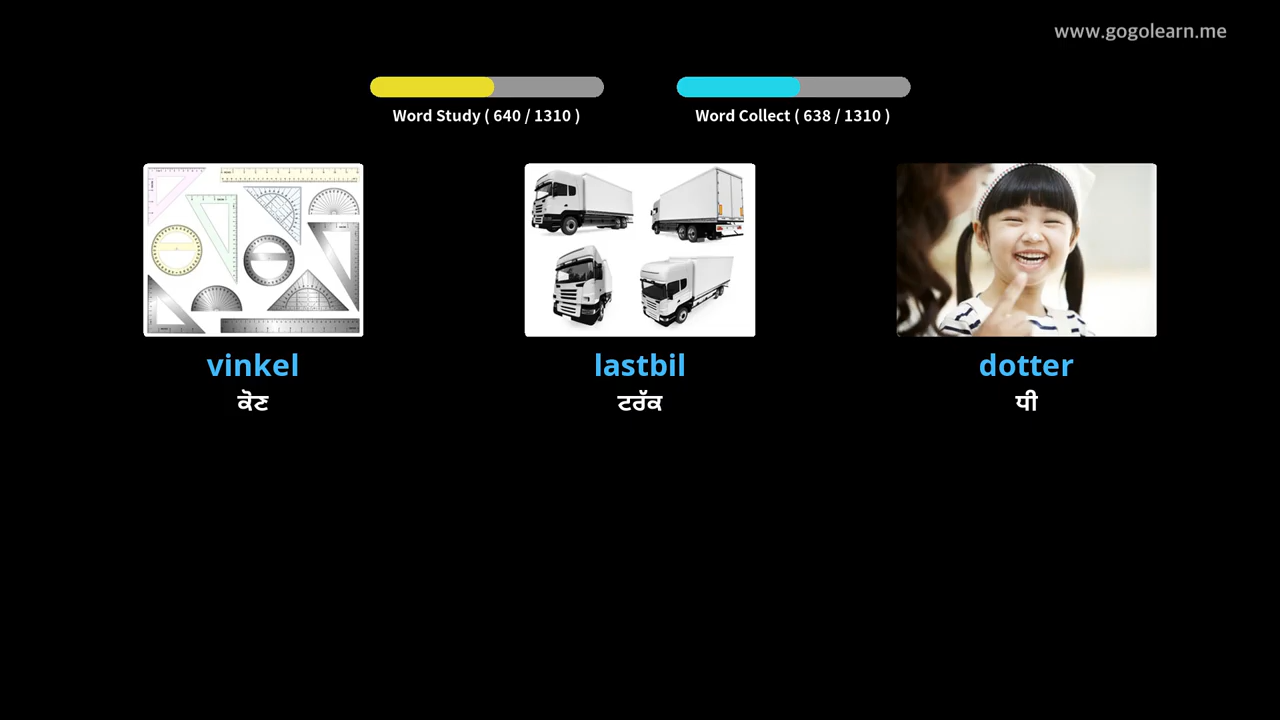 www.gogolearn.me
Word Study ( 640 / 1310 )
Word Collect ( 638 / 1310 )
vinkel
lastbil
dotter
ਕੋਣ
ਟਰੱਕ
ਧੀ